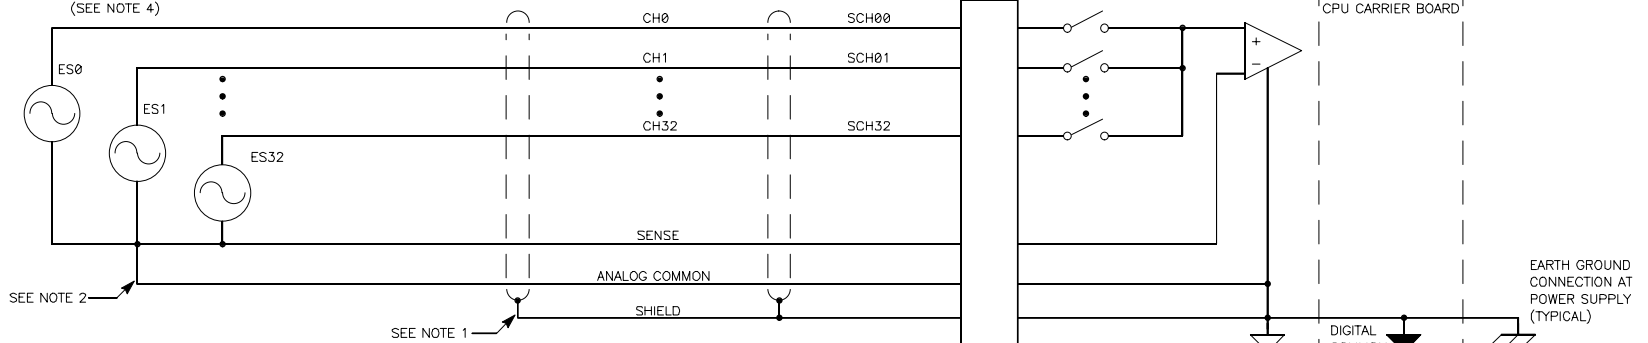 (SEE NOTE 4)
CPU CARRIER BOARD
CH0
SCH00
ES0
CH1
SCH01
ES1
+
−
CH32
SCH32
ES32
SENSE
ANALOG COMMON
SEE NOTE 2
SHIELD
SEE NOTE 1
EARTH GROUND
CONNECTION AT
POWER SUPPLY
(TYPICAL)
DIGITAL